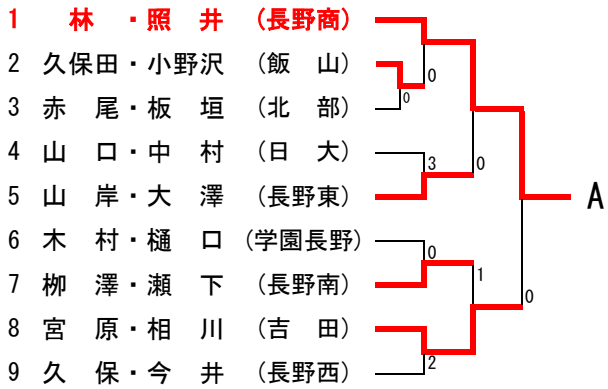 1 林・照井 (長野商)
2 久保田・小野沢 (飯山)
0
3 赤尾・板垣 (北部)
0
4 山口・中村 (日大)
3
0
5 山岸・大澤 (長野東)
A
6 木村・樋口 (学園長野)
0
7 栁澤・瀬下 (長野南)
1
0
8 宮原・相川 (吉田)
2
9 久保・今井 (長野西)